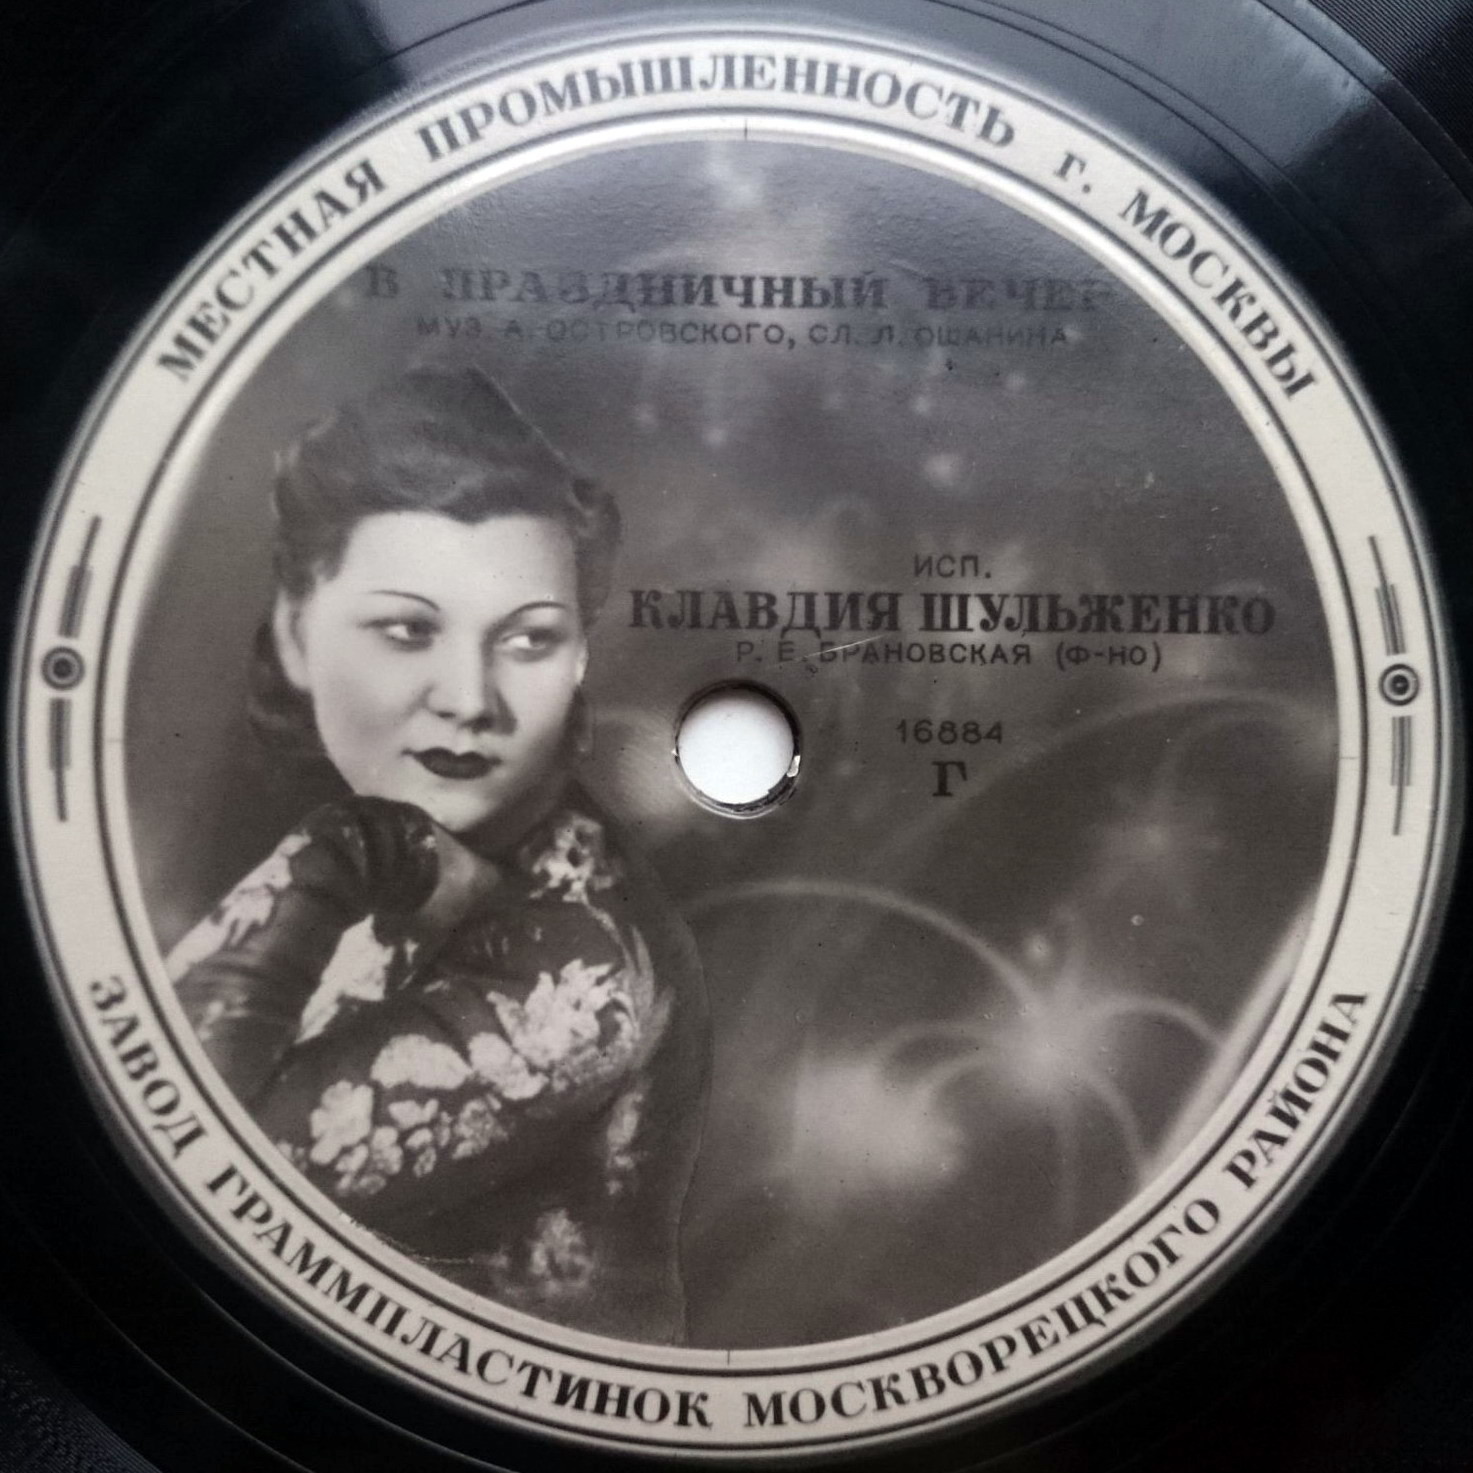 МЕСТНАЯ ПРОМЫШЛЕННОСТЬ Г. МОСКВЫ
В ПРАЗДНИЧНЫЙ ВЕЧЕР
МУЗ. А. ОСТРОВСКОГО, СЛ. Л. ОШАНИНА
ИСП.
КЛАВДИЯ ШУЛЬЖЕНКО
Р. Е. БРАНОВСКАЯ (Ф-НО)
16884
Г
ЗАВОД ГРАММПЛАСТИНОК МОСКВОРЕЦКОГО РАЙОНА